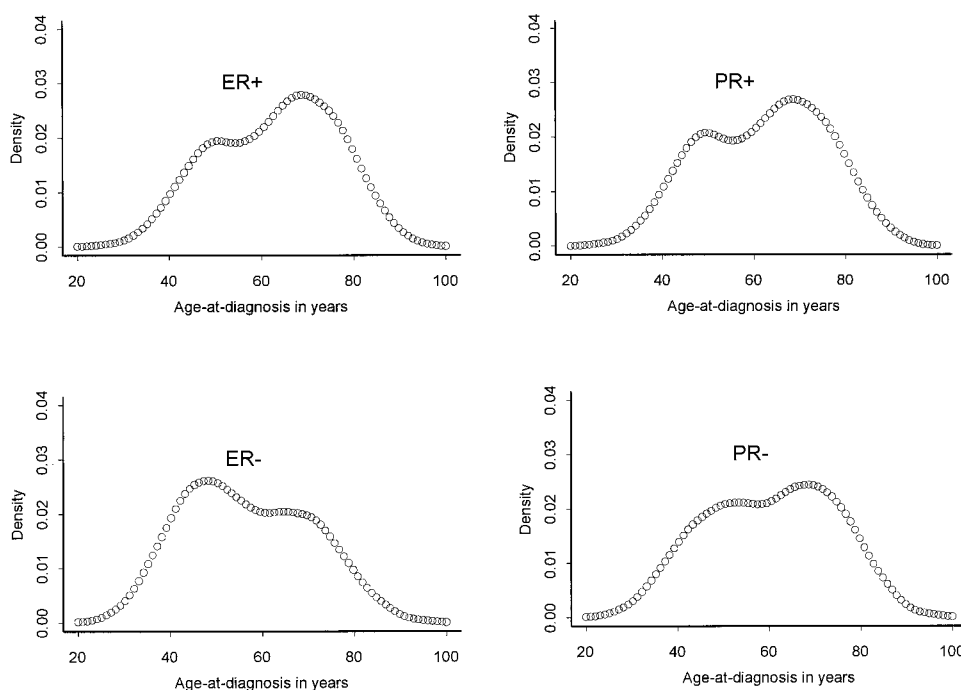 ER+
Density
0.00 0.01 0.02 0.03 0.04
20 40 60 80 100
Age-at-diagnosis in years
PR+
Density
0.00 0.01 0.02 0.03 0.04
20 40 60 80 100
Age-at-diagnosis in years
ER-
Density
0.00 0.01 0.02 0.03 0.04
20 40 60 80 100
Age-at-diagnosis in years
PR-
Density
0.00 0.01 0.02 0.03 0.04
20 40 60 80 100
Age-at-diagnosis in years